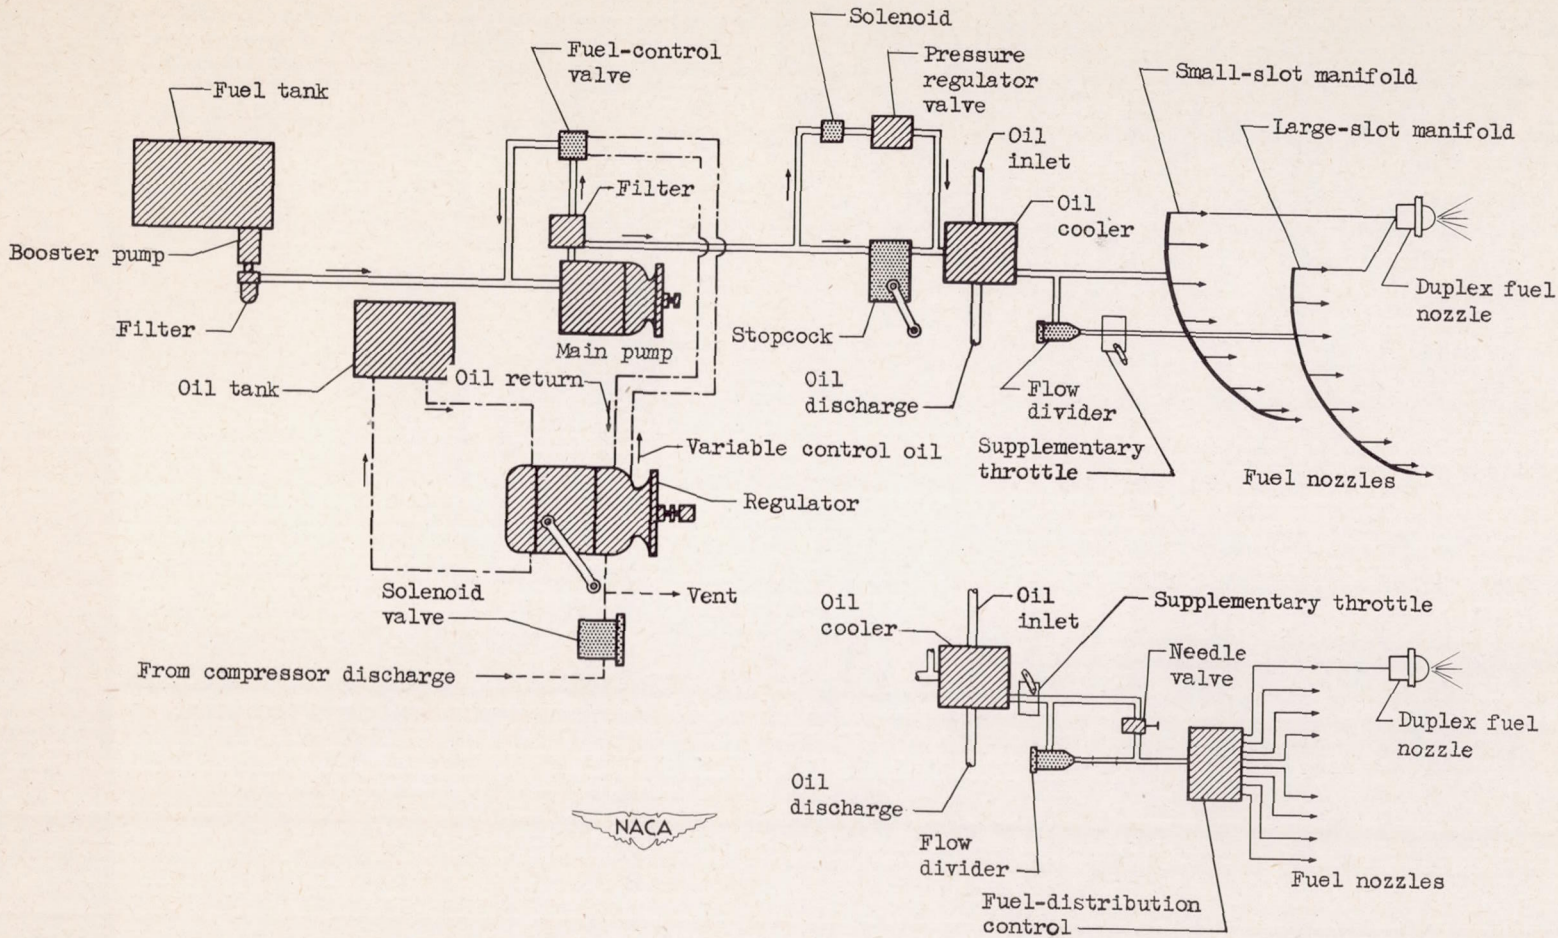 Solenoid
Fuel-control
valve
Pressure
regulator
valve
Small-slot manifold
Fuel tank
Large-slot manifold
Oil
inlet
Filter
Oil
cooler
Booster pump
Duplex fuel
nozzle
Filter
Stopcock
Main pump
Oil tank
Oil return
Oil
discharge
Flow
divider
Supplementary
throttle
Variable control oil
Fuel nozzles
Regulator
Solenoid
valve
Vent
From compressor discharge
Oil
cooler
Oil
inlet
Supplementary throttle
Needle
valve
Duplex fuel
nozzle
Oil
discharge
NACA
Flow
divider
Fuel nozzles
Fuel-distribution
control